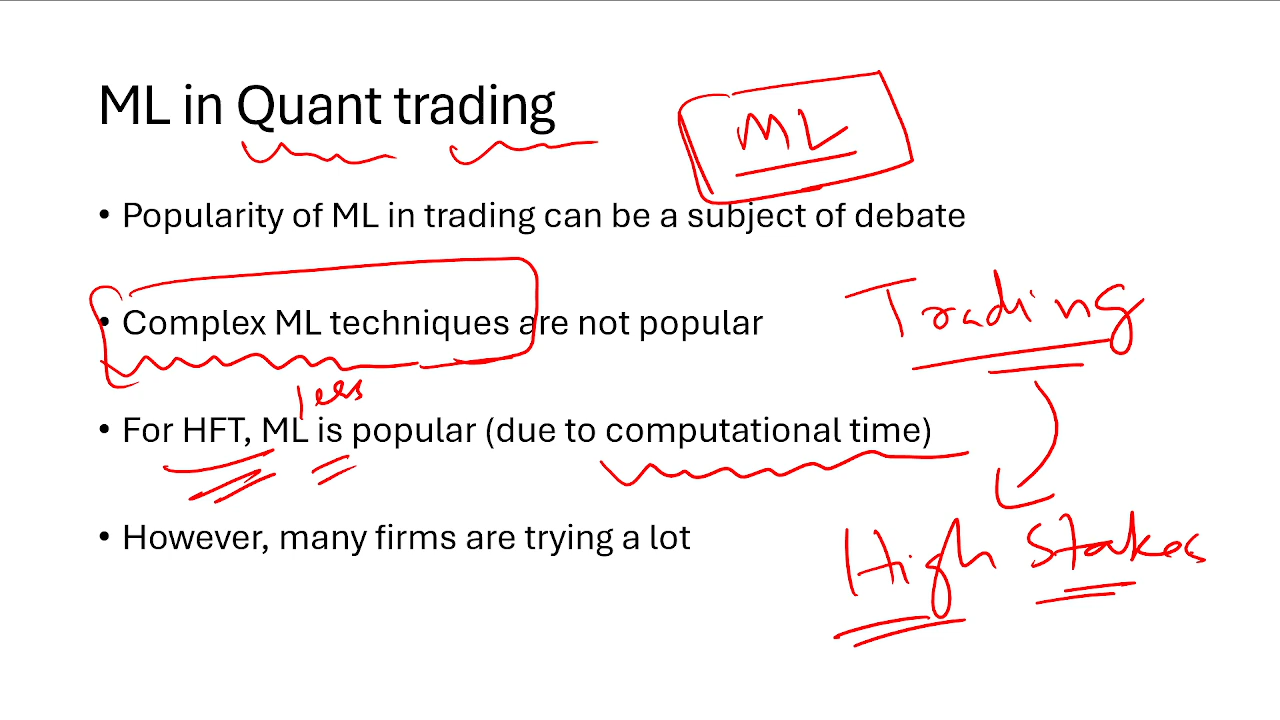 ML in Quant trading
ML
• Popularity of ML in trading can be a subject of debate
• Complex ML techniques are not popular
Trading
less
• For HFT, ML is popular (due to computational time)
• However, many firms are trying a lot
High Stakes